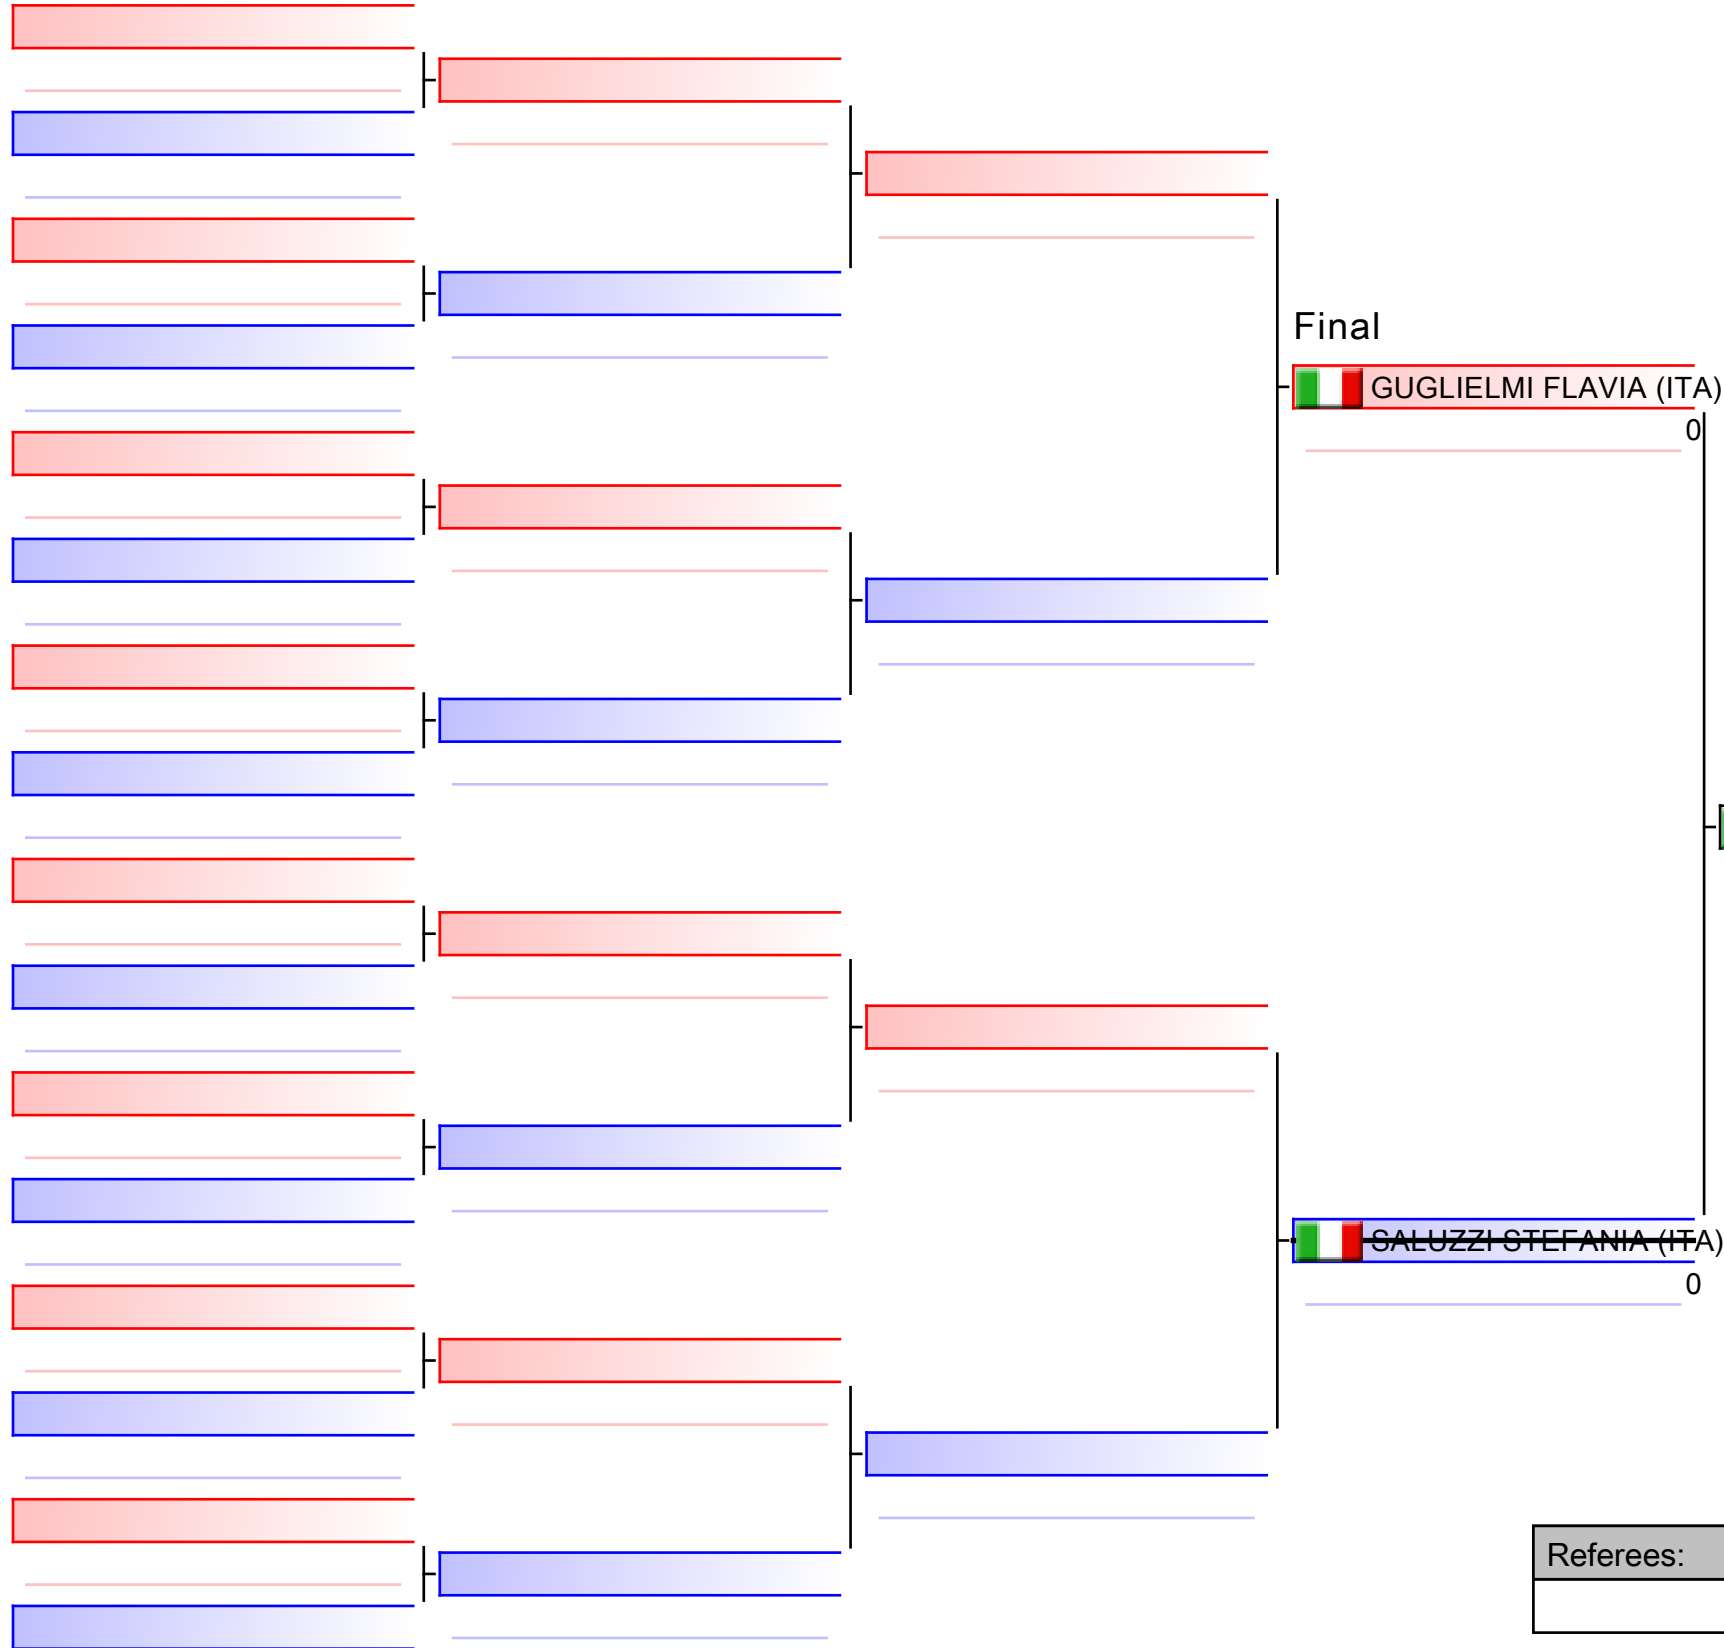 Final
GUGLIELMI FLAVIA (ITA)
0
SALUZZI STEFANIA (ITA)
0
Referees: